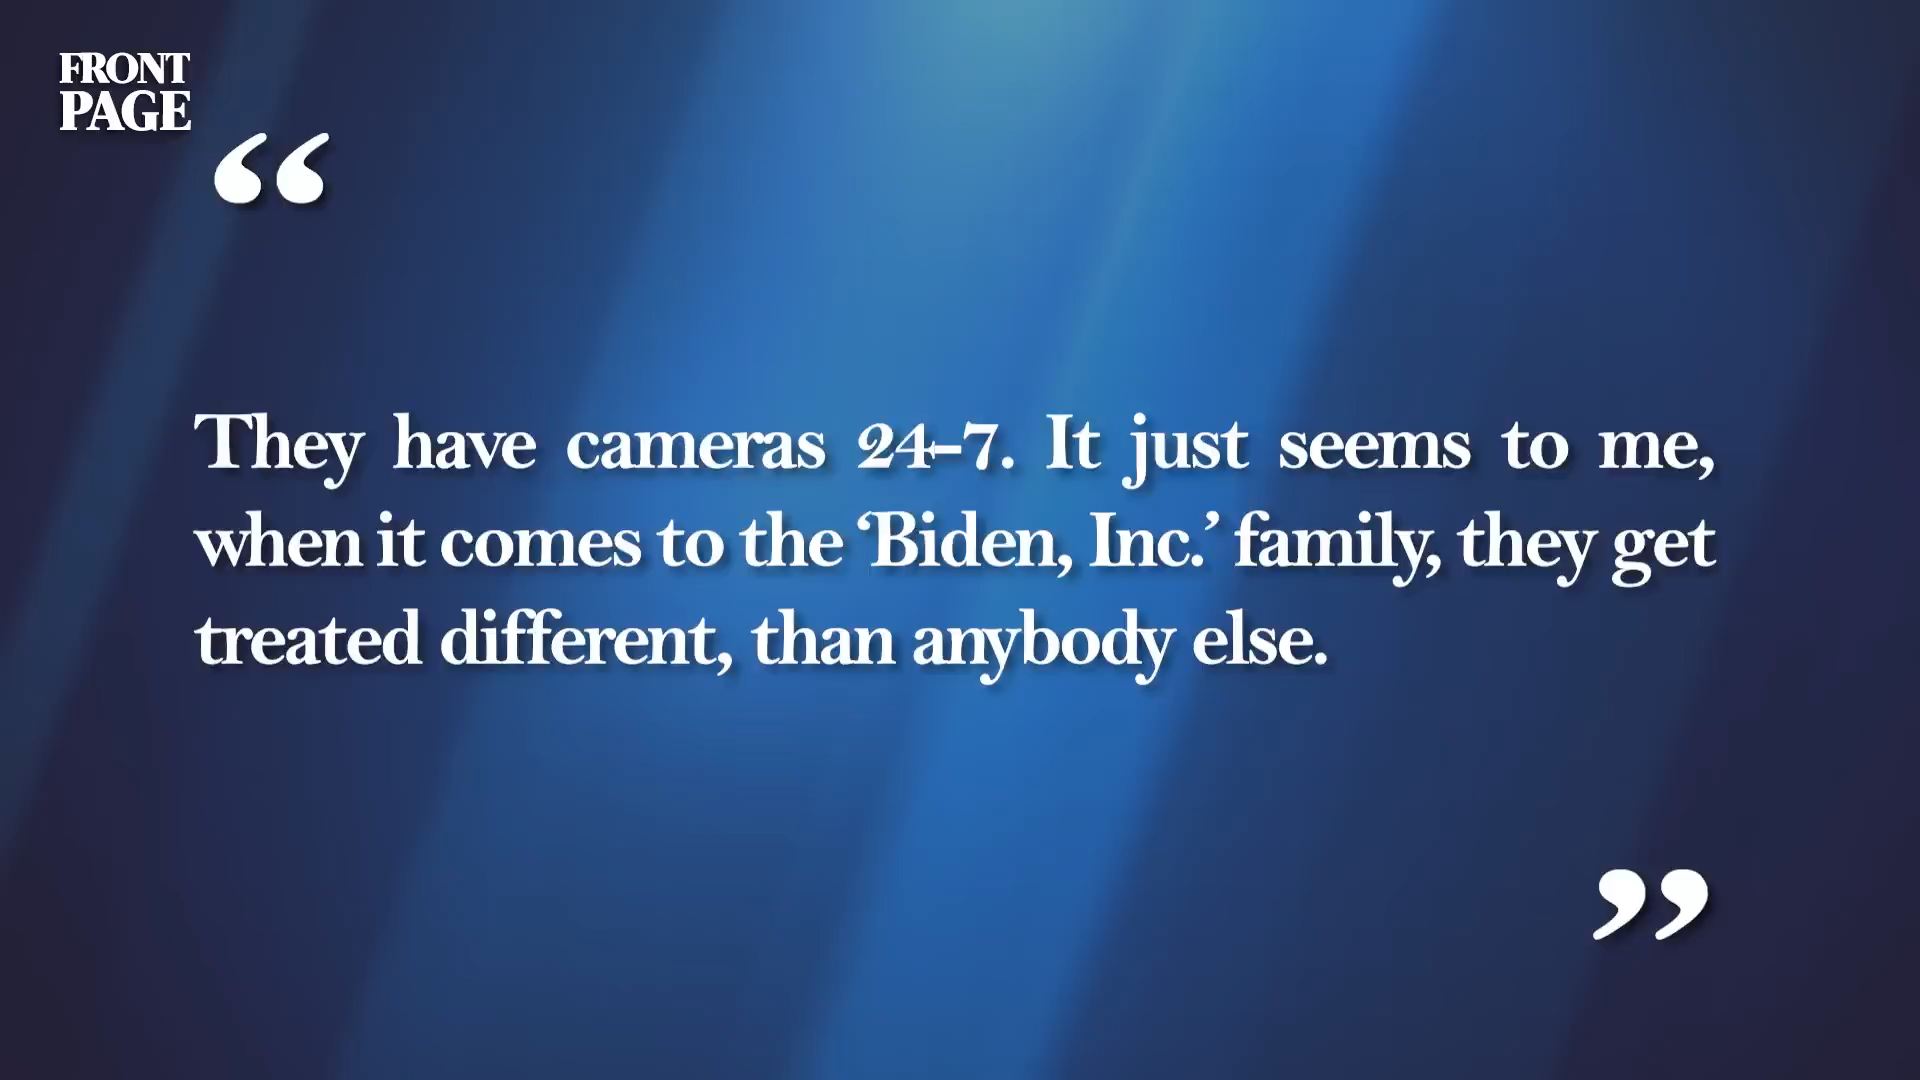 FRONT
PAGE
“
They have cameras 24-7. It just seems to me,
when it comes to the ‘Biden, Inc.’ family, they get
treated different, than anybody else.
”